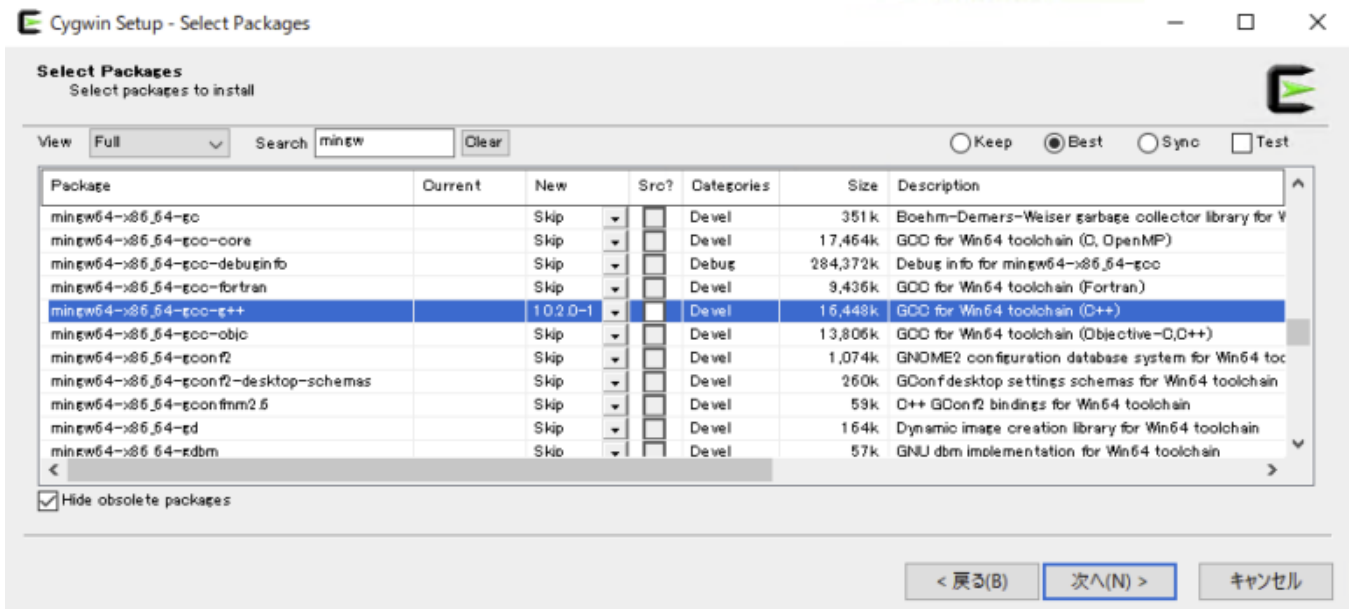 Cygwin Setup - Select Packages
Select Packages
Select packages to install
View Full Search mingw Clear Keep Best Sync Test
Package Current New Src? Categories Size Description
mingw64-x86_64-gc Skip Devel 351k Boehm-Demers-Weiser garbage collector library for W
mingw64-x86_64-gcc-core Skip Devel 17,464k GCC for Win64 toolchain (C, OpenMP)
mingw64-x86_64-gcc-debuginfo Skip Debug 284,372k Debug info for mingw64-x86_64-gcc
mingw64-x86_64-gcc-fortran Skip Devel 9,436k GCC for Win64 toolchain (Fortran)
mingw64-x86_64-gcc-g++ 10.2.0-1 Devel 16,448k GCC for Win64 toolchain (C++)
mingw64-x86_64-gcc-objc Skip Devel 13,806k GCC for Win64 toolchain (Objective-C,C++)
mingw64-x86_64-gconf2 Skip Devel 1,074k GNOME2 configuration database system for Win64 toc
mingw64-x86_64-gconf2-desktop-schemas Skip Devel 260k GConf desktop settings schemas for Win64 toolchain
mingw64-x86_64-gconfmm2.6 Skip Devel 59k C++ GConf2 bindings for Win64 toolchain
mingw64-x86_64-gd Skip Devel 164k Dynamic image creation library for Win64 toolchain
mingw64-x86_64-gdbm Skip Devel 57k GNU dbm implementation for Win64 toolchain
Hide obsolete packages
< 戻る(B) 次へ(N) > キャンセル